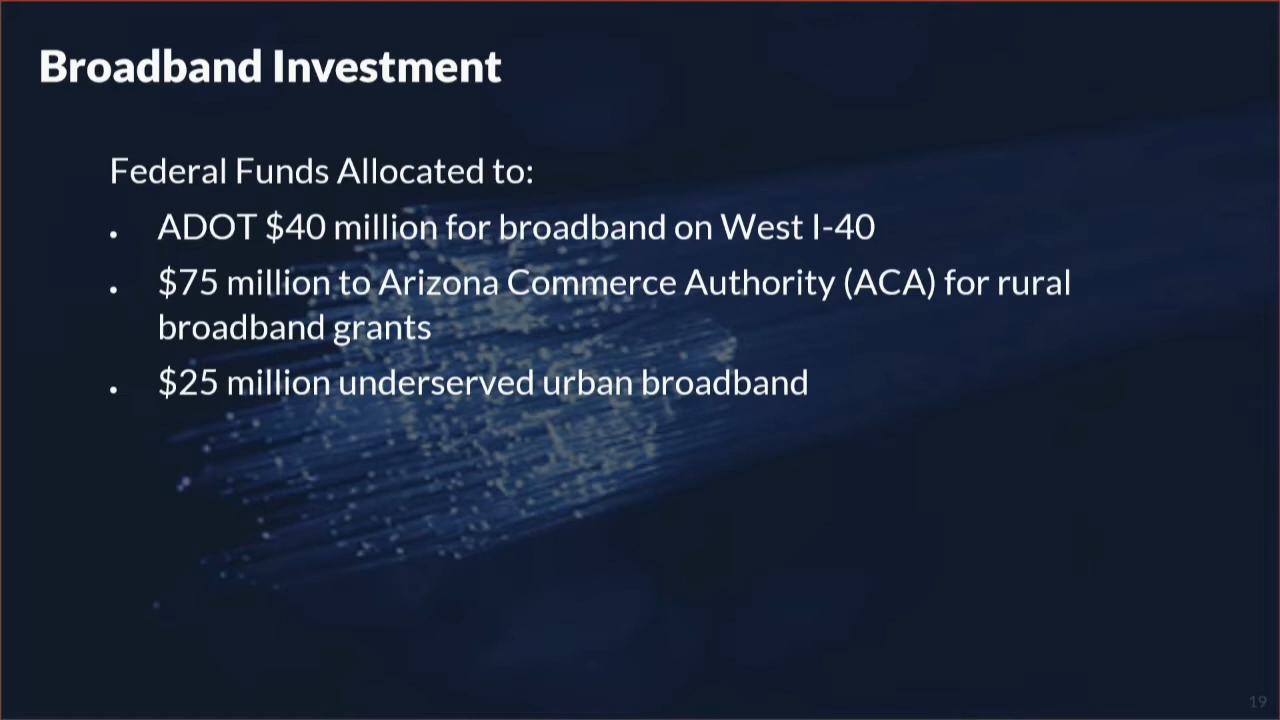 Broadband Investment
Federal Funds Allocated to:
• ADOT $40 million for broadband on West I-40
• $75 million to Arizona Commerce Authority (ACA) for rural
broadband grants
• $25 million underserved urban broadband
19